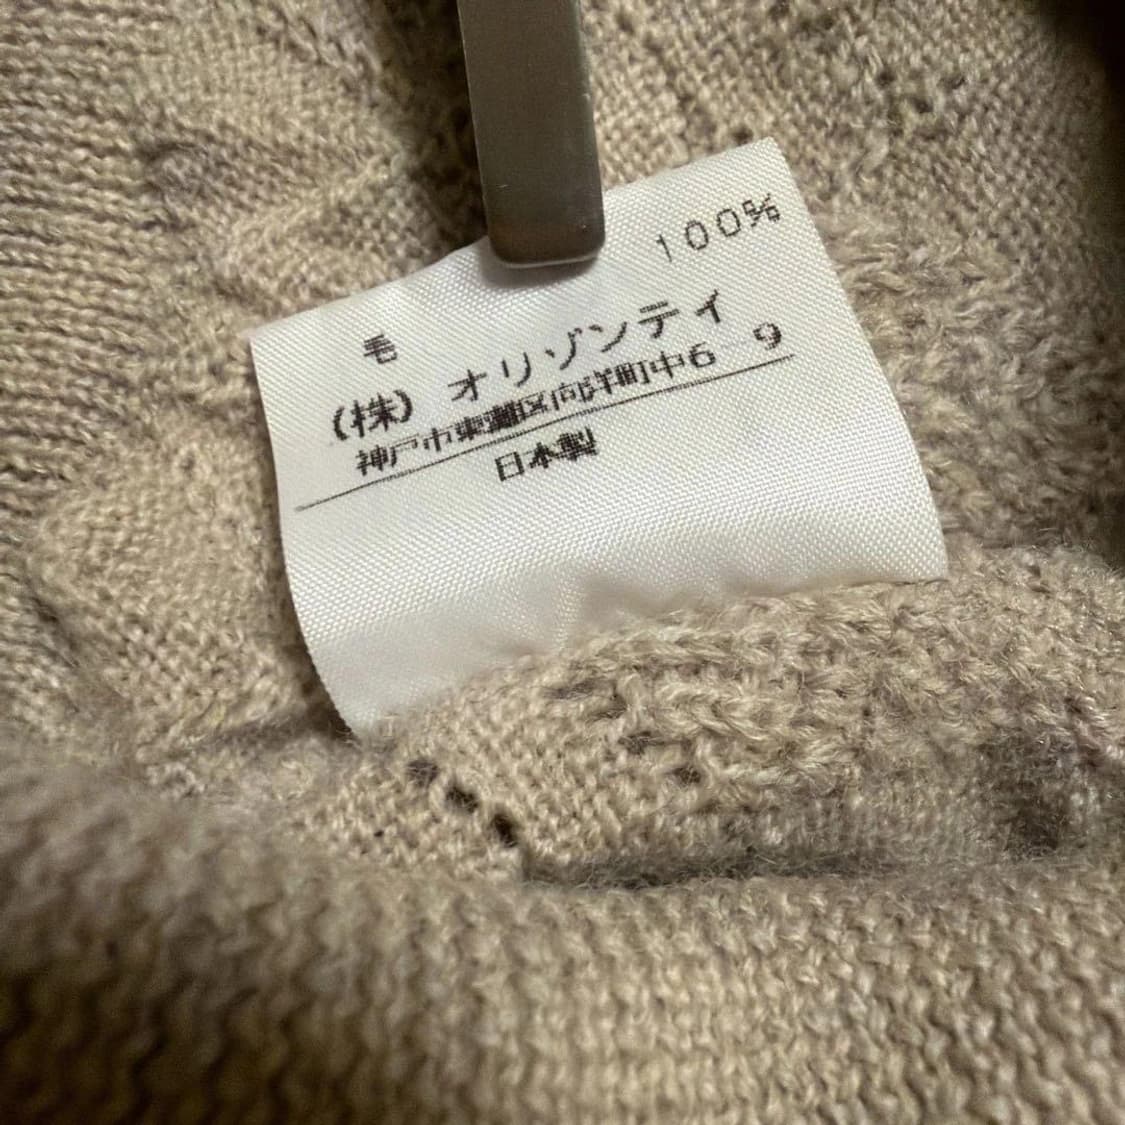 毛 100%
(株) オリゾンティ
神戸市東灘区向洋町中6 9
日本製